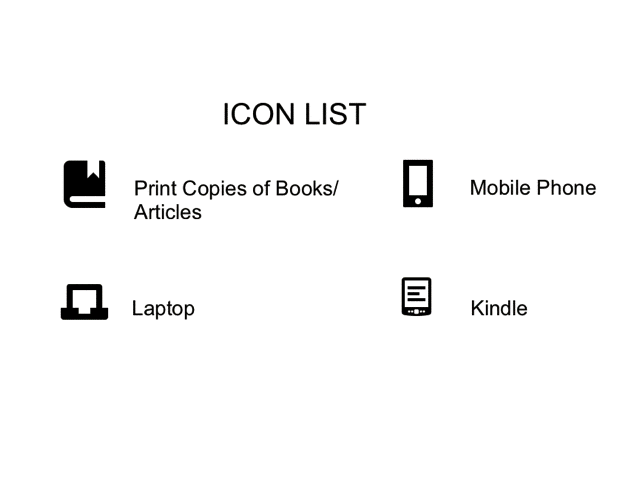 ICON LIST
Print Copies of Books/
Articles
Mobile Phone
Laptop
Kindle